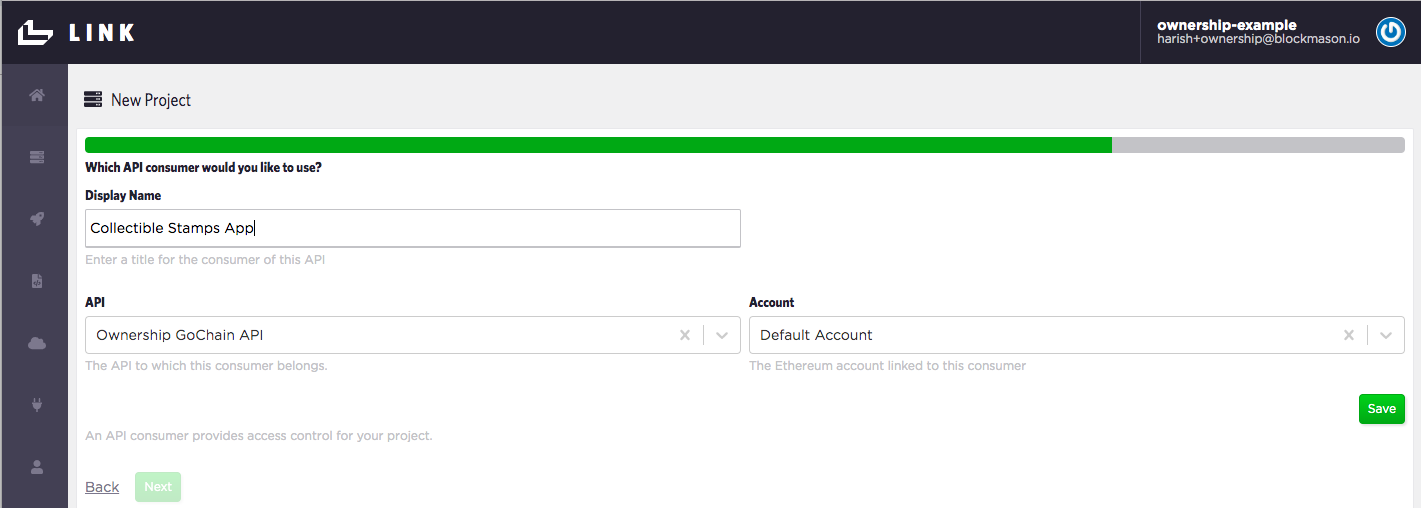 LINK
ownership-example
harish+ownership@blockmason.io
New Project
Which API consumer would you like to use?
Display Name
Collectible Stamps App
Enter a title for the consumer of this API
API
Account
Ownership GoChain API
Default Account
The API to which this consumer belongs.
The Ethereum account linked to this consumer
Save
An API consumer provides access control for your project.
Back
Next